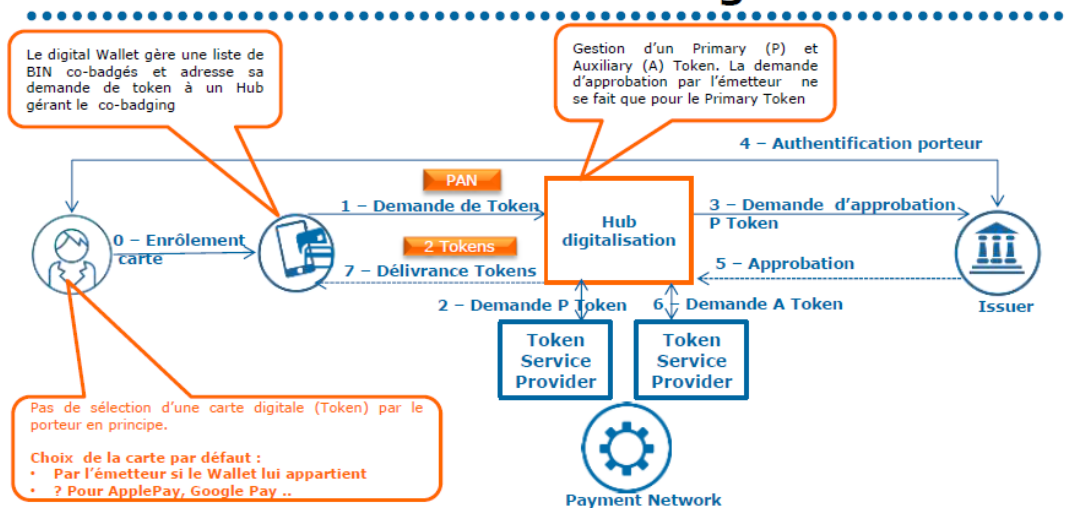 Le digital Wallet gère une liste de
BIN co-badgés et adresse sa
demande de token à un Hub
gérant le co-badging
Gestion d'un Primary (P) et
Auxiliary (A) Token. La demande
d'approbation par l'émetteur ne
se fait que pour le Primary Token
4 – Authentification porteur
PAN
1 – Demande de Token
Hub
digitalisation
3 – Demande d'approbation
P Token
0 – Enrôlement
carte
2 Tokens
7 – Délivrance Tokens
5 – Approbation
Issuer
2 – Demande P Token
6 – Demande A Token
Token
Service
Provider
Token
Service
Provider
Pas de sélection d'une carte digitale (Token) par le
porteur en principe.
Choix de la carte par défaut :
• Par l'émetteur si le Wallet lui appartient
• ? Pour ApplePay, Google Pay ..
Payment Network